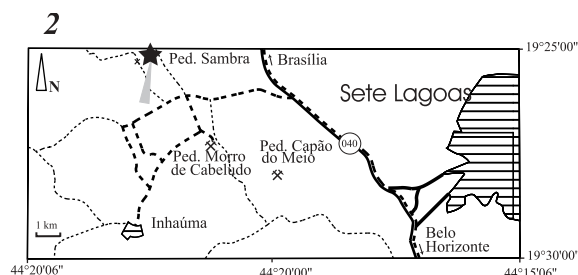 2
Ped. Sambra
Brasília
19°25'00"
N
Sete Lagoas
040
Ped. Capão
do Meio
Ped. Morro
de Cabeludo
1 km
Inhaúma
Belo
Horizonte
19°30'00"
44°20'06"
44°20'00"
44°15'06"